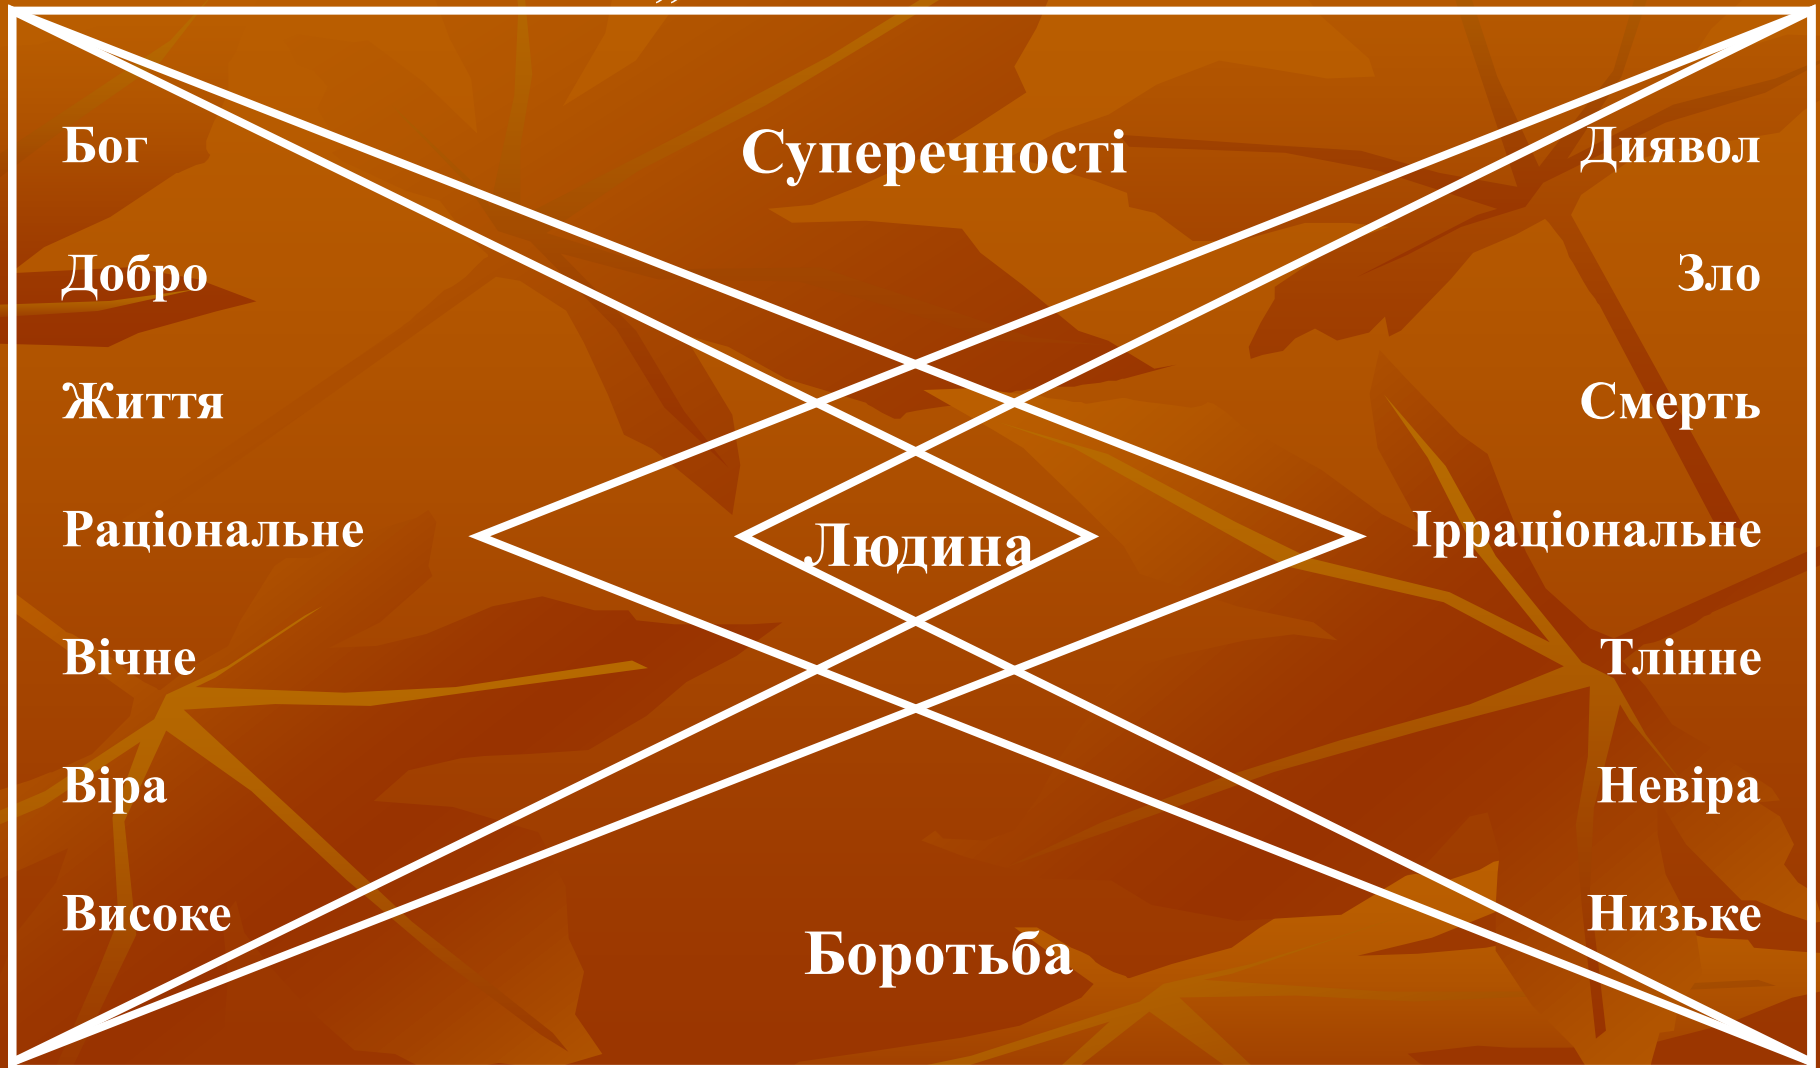 Бог
Добро
Життя
Раціональне
Вічне
Віра
Високе
Суперечності
Людина
Боротьба
Диявол
Зло
Смерть
Ірраціональне
Тлінне
Невіра
Низьке